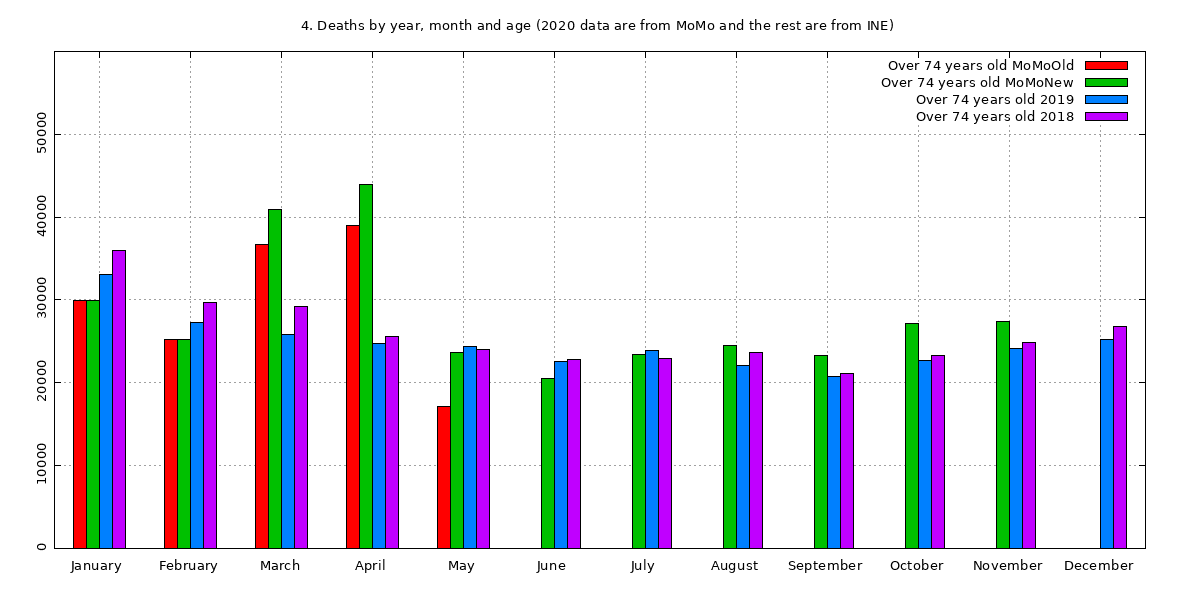 4. Deaths by year, month and age (2020 data are from MoMo and the rest are from INE)
Over 74 years old MoMoOld
Over 74 years old MoMoNew
Over 74 years old 2019
Over 74 years old 2018
50000
40000
30000
20000
10000
0
January February March April May June July August September October November December